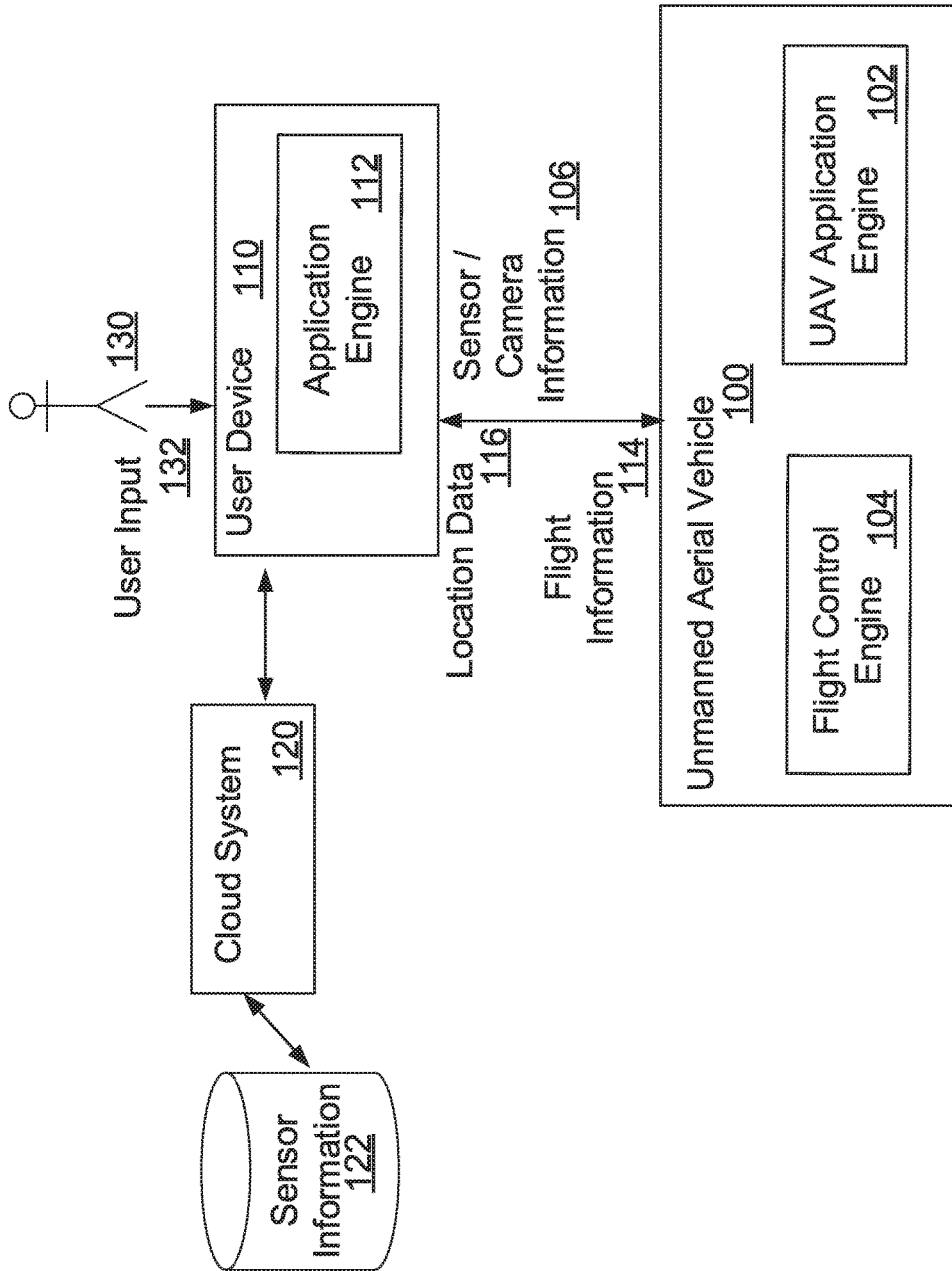 130
User Input
132
User Device 110
Application
Engine 112
Cloud System
120
Sensor
Information
122
Location Data
116
Sensor /
Camera
Information 106
Flight
Information
114
Unmanned Aerial Vehicle
100
Flight Control
Engine 104
UAV Application
Engine 102